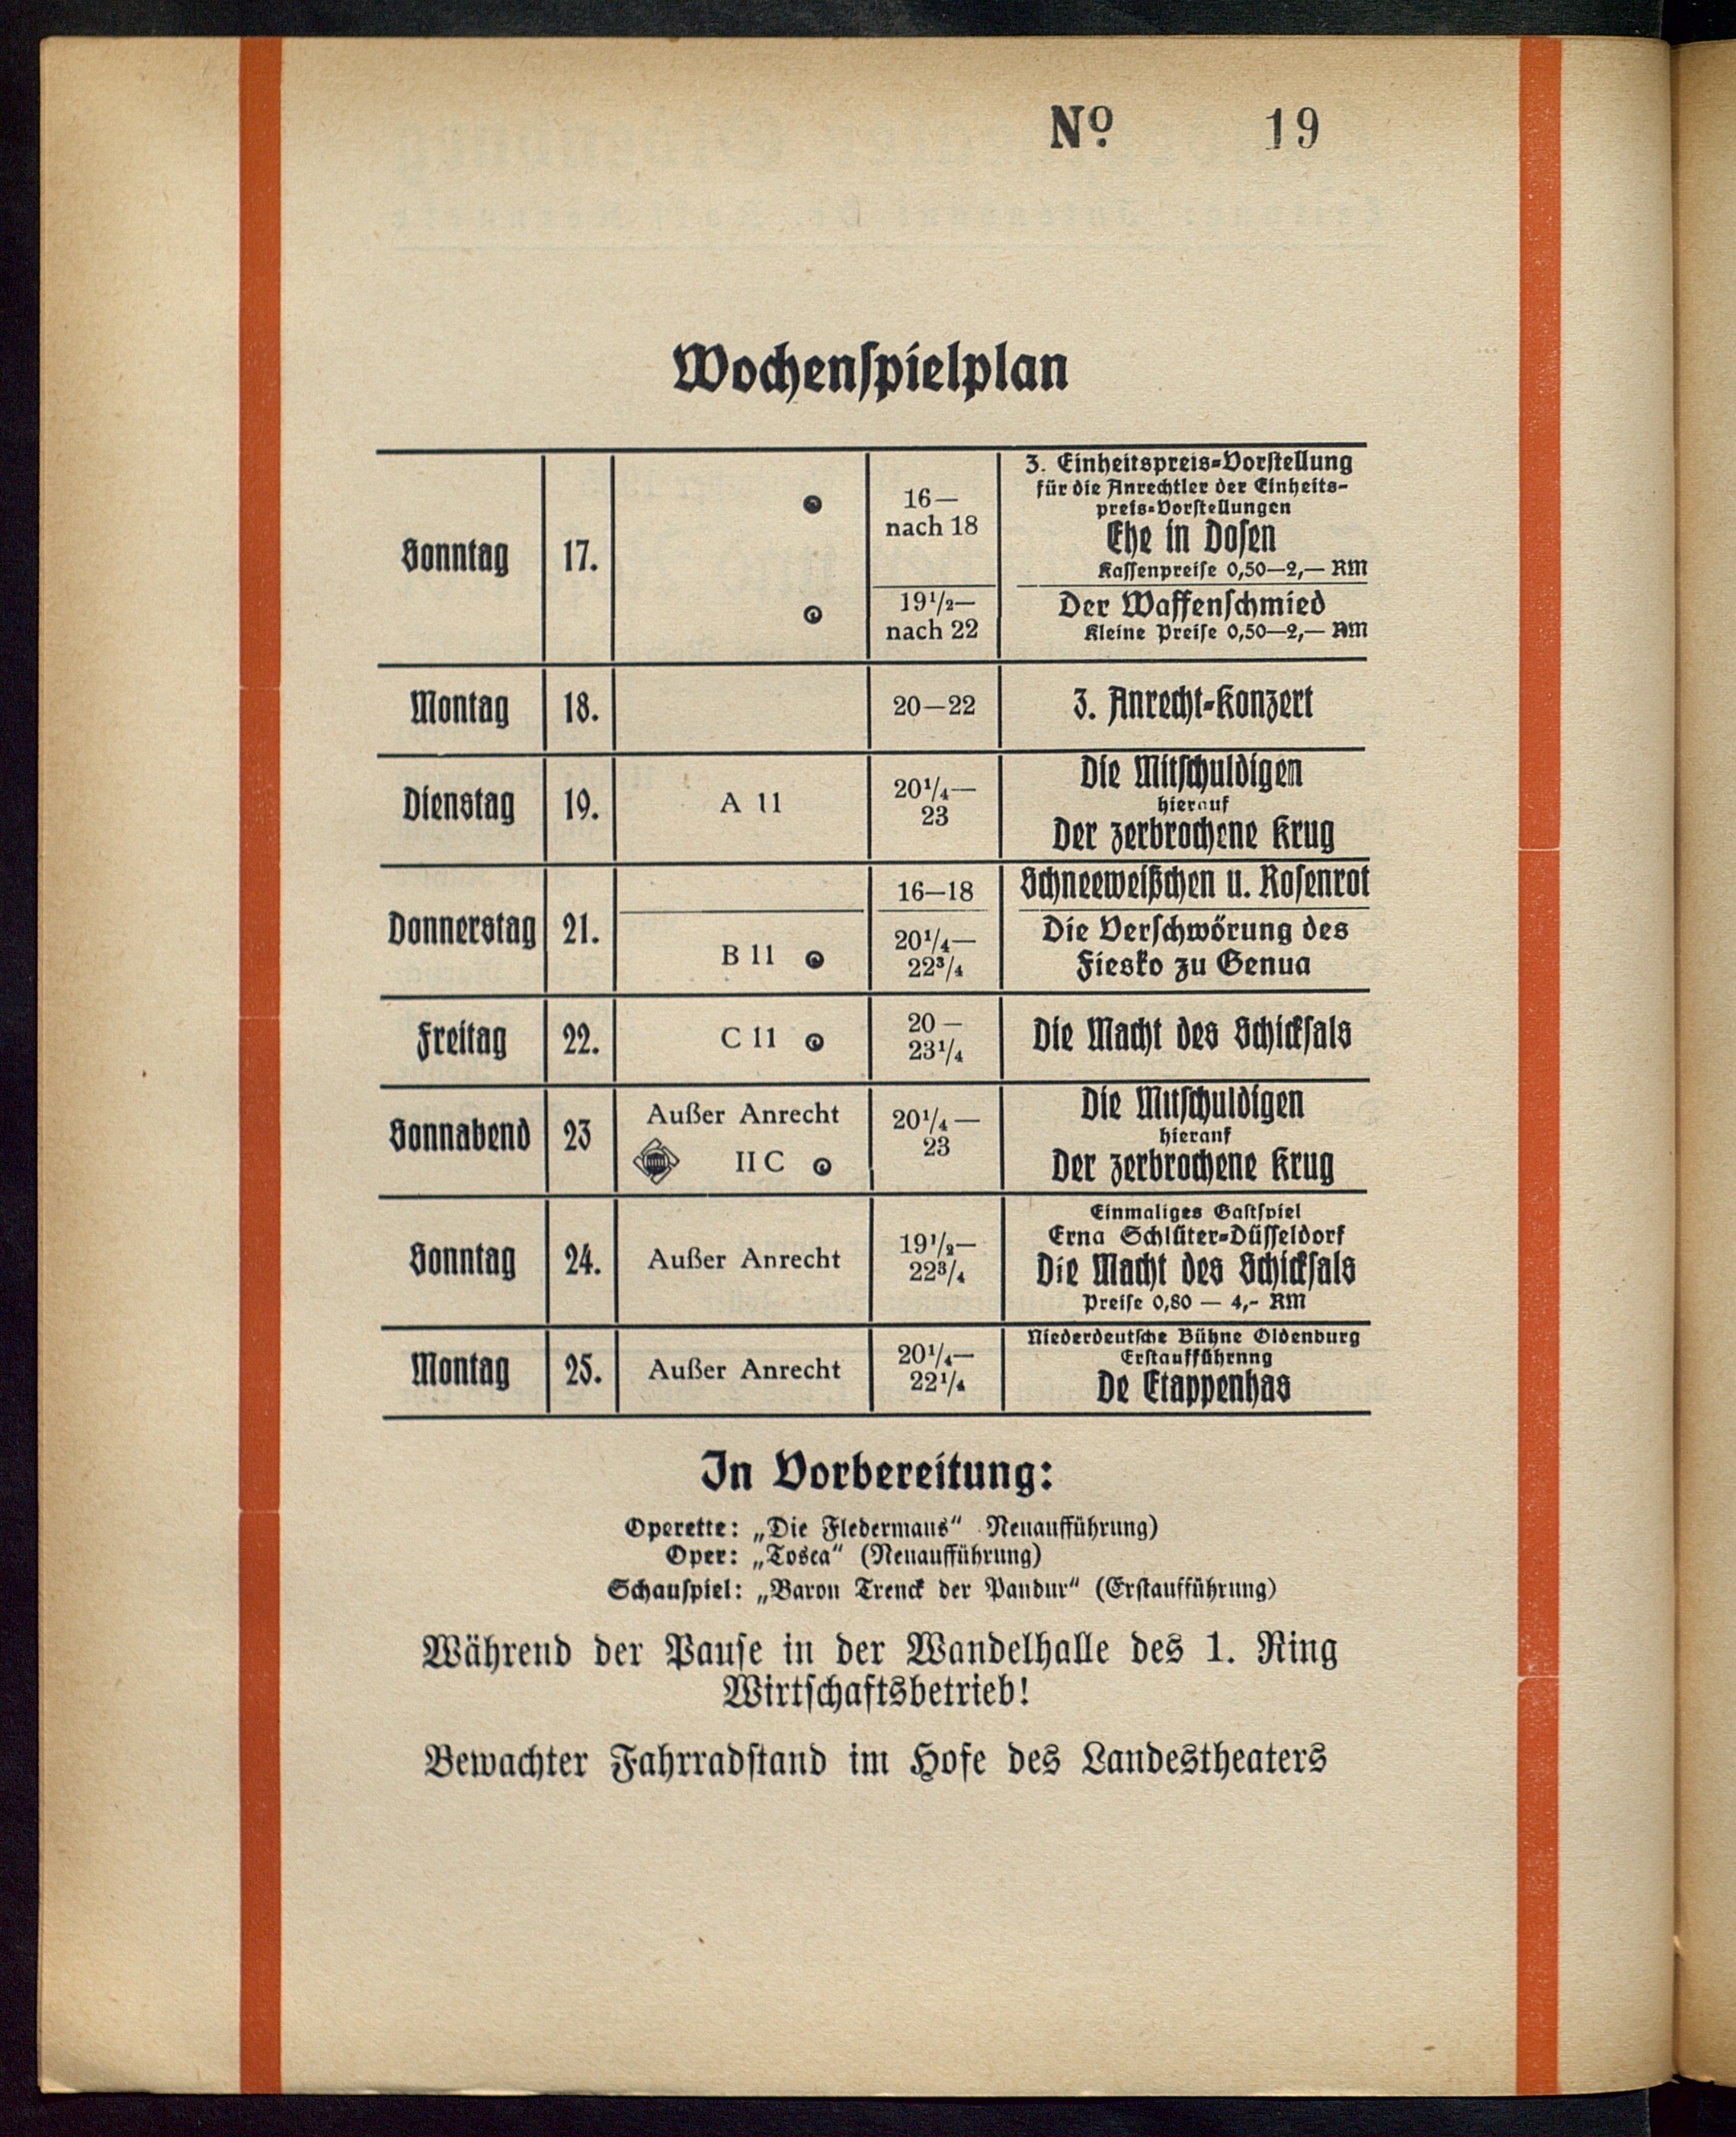 Nº 19
Wochenspielplan
Sonntag 17. 16— nach 18 3. Einheitspreis-Vorstellung
für die Anrechtler der Einheits-
preis-Vorstellungen
Ehe in Dosen
Kassenpreise 0,50—2,— RM
19¹/₂— nach 22 Der Waffenschmied
Kleine Preise 0,50—2,— RM
Montag 18. 20—22 3. Anrecht-Konzert
Dienstag 19. A 11 20¹/₄— 23 Die Mitschuldigen
hierauf
Der zerbrochene Krug
Donnerstag 21. 16—18 Schneeweißchen u. Rosenrot
B 11 20¹/₄— 22³/₄ Die Verschwörung des
Fiesko zu Genua
Freitag 22. C 11 20— 23¹/₄ Die Macht des Schicksals
Sonnabend 23 Außer Anrecht II C 20¹/₄— 23 Die Mitschuldigen
hierauf
Der zerbrochene Krug
Sonntag 24. Außer Anrecht 19¹/₂— 22³/₄ Einmaliges Gastspiel
Erna Schlüter-Düsseldorf
Die Macht des Schicksals
Preise 0,80 — 4,- RM
Montag 25. Außer Anrecht 20¹/₄— 22¹/₄ Niederdeutsche Bühne Oldenburg
Erstaufführnng
De Etappenhas
In Vorbereitung:
Operette: „Die Fledermaus“ Neuaufführung)
Oper: „Tosca“ (Neuaufführung)
Schauspiel: „Baron Trenck der Pandur“ (Erstaufführung)
Während der Pause in der Wandelhalle des 1. Ring
Wirtschaftsbetrieb!
Bewachter Fahrradstand im Hofe des Landestheaters